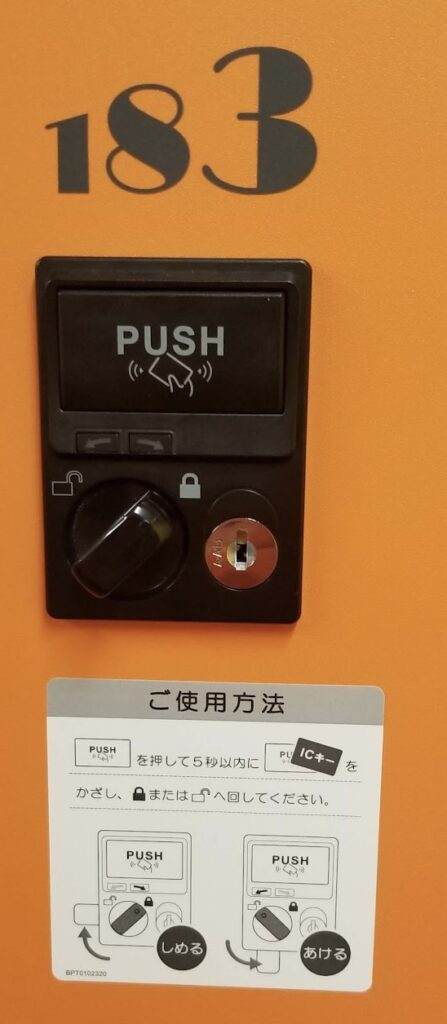 183
PUSH
ご使用方法
PUSH を押して5秒以内に ICキー を
かざし、または へ回してください。
PUSH
PUSH
しめる
あける
BPT0102320